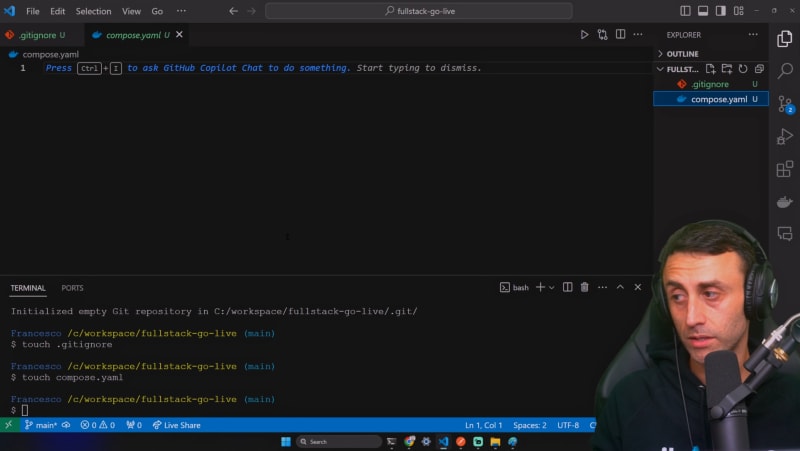 File Edit Selection View Go ··· fullstack-go-live
.gitignore U compose.yaml U
compose.yaml
1 Press Ctrl+I to ask GitHub Copilot Chat to do something. Start typing to dismiss.
EXPLORER
OUTLINE
FULLST...
.gitignore U
compose.yaml U
2
TERMINAL PORTS bash
Initialized empty Git repository in C:/workspace/fullstack-go-live/.git/
Francesco /c/workspace/fullstack-go-live (main)
$ touch .gitignore
Francesco /c/workspace/fullstack-go-live (main)
$ touch compose.yaml
Francesco /c/workspace/fullstack-go-live (main)
$
main* 0 0 0 Live Share Ln 1, Col 1 Spaces: 2 UTF-8
Search